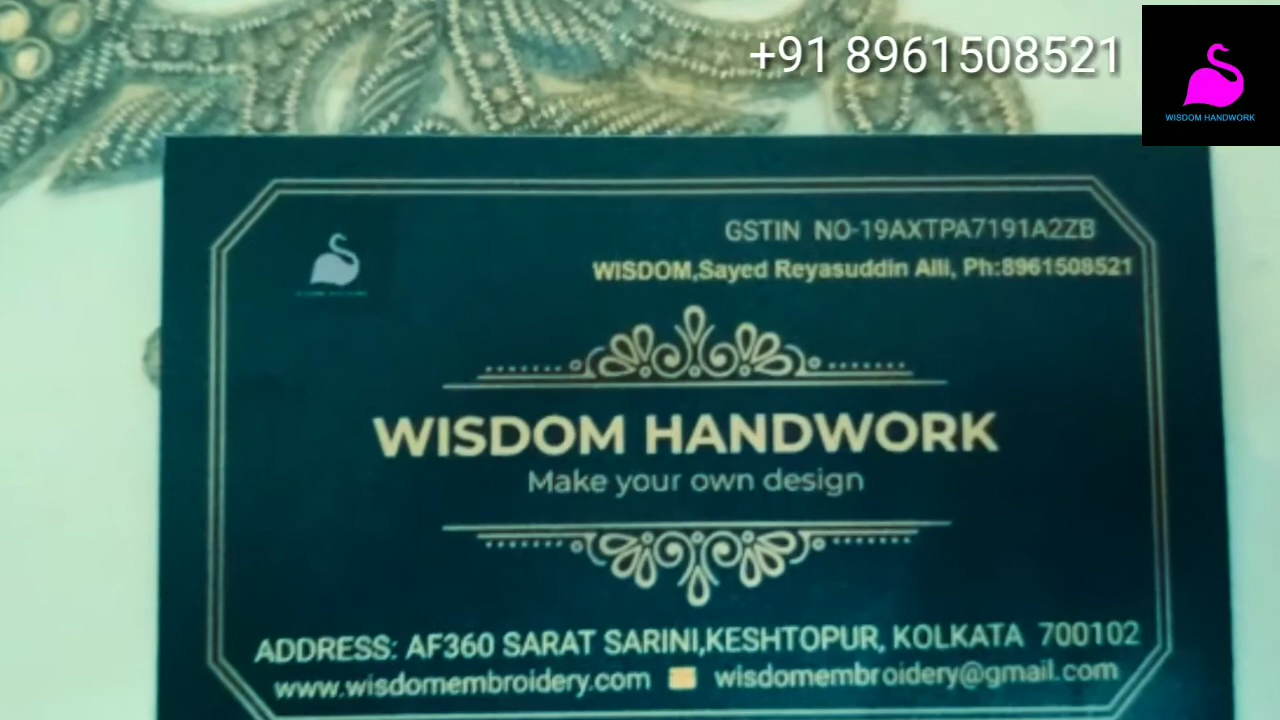 +91 8961508521
WISDOM HANDWORK
GSTIN NO-19AXTPA7191A2ZB
WISDOM,Sayed Reyasuddin Alli, Ph:8961508521
WISDOM HANDWORK
Make your own design
ADDRESS: AF360 SARAT SARINI,KESHTOPUR, KOLKATA 700102
www.wisdomembroidery.com wisdomembroidery@gmail.com